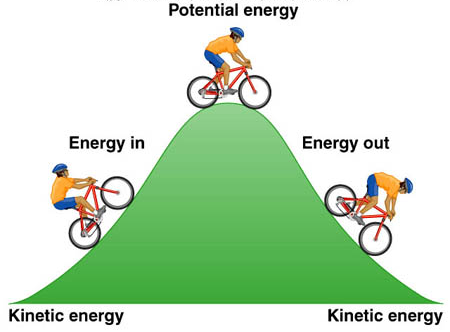 Potential energy
Energy in
Energy out
Kinetic energy
Kinetic energy